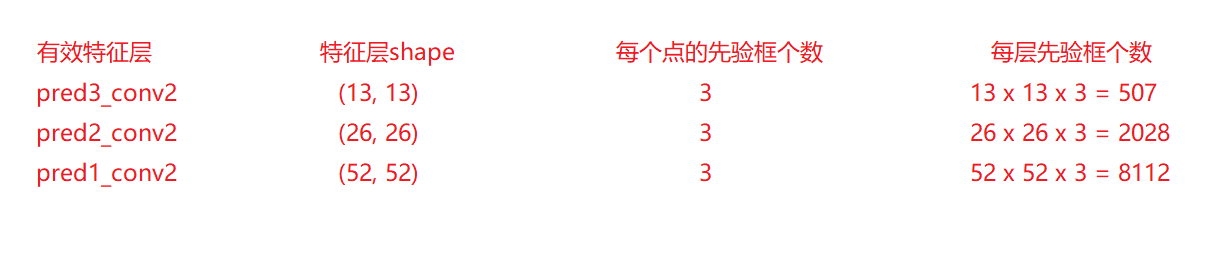 有效特征层 特征层shape 每个点的先验框个数 每层先验框个数
pred3_conv2 (13, 13) 3 13 x 13 x 3 = 507
pred2_conv2 (26, 26) 3 26 x 26 x 3 = 2028
pred1_conv2 (52, 52) 3 52 x 52 x 3 = 8112